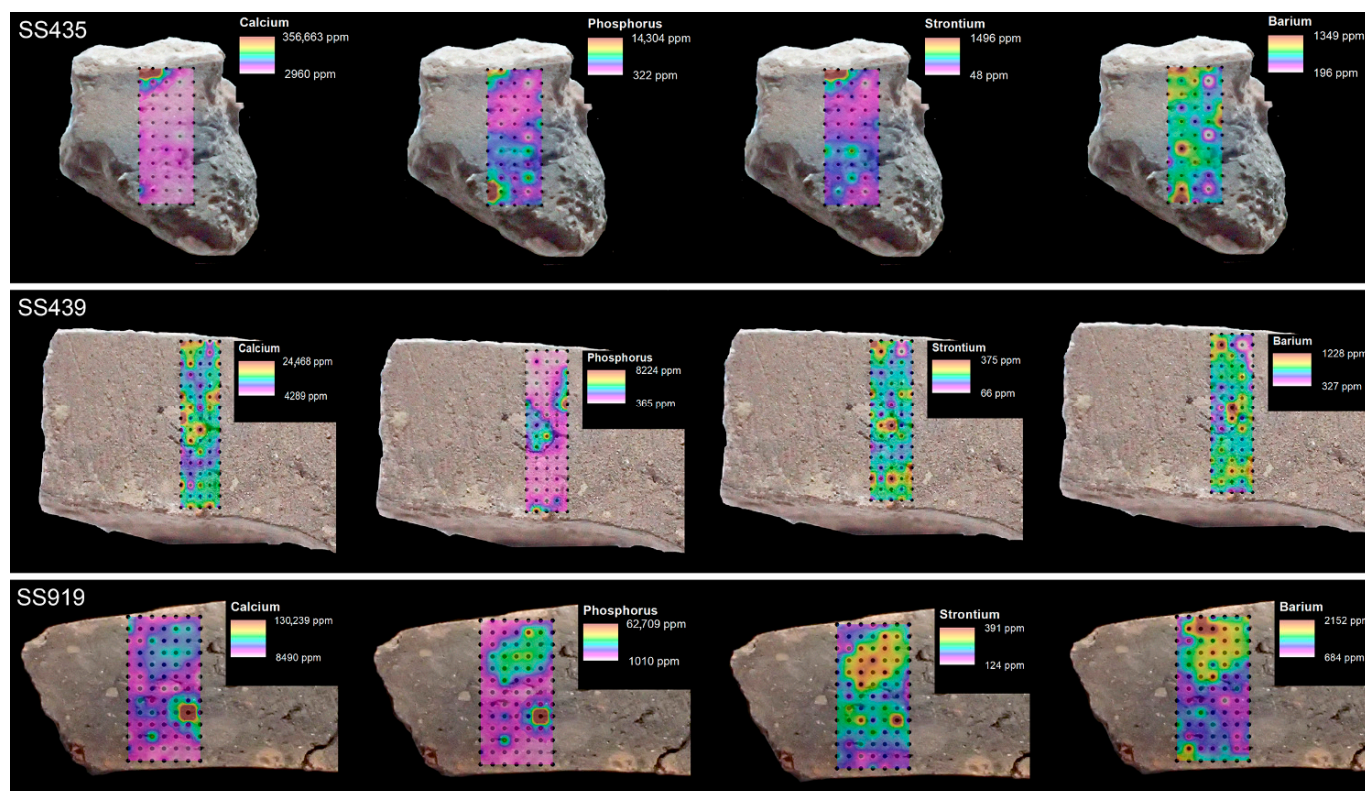 SS435
Calcium
356,663 ppm
2960 ppm
Phosphorus
14,304 ppm
322 ppm
Strontium
1496 ppm
48 ppm
Barium
1349 ppm
196 ppm
SS439
Calcium
24,468 ppm
4289 ppm
Phosphorus
8224 ppm
365 ppm
Strontium
375 ppm
66 ppm
Barium
1228 ppm
327 ppm
SS919
Calcium
130,239 ppm
8490 ppm
Phosphorus
62,709 ppm
1010 ppm
Strontium
391 ppm
124 ppm
Barium
2152 ppm
684 ppm